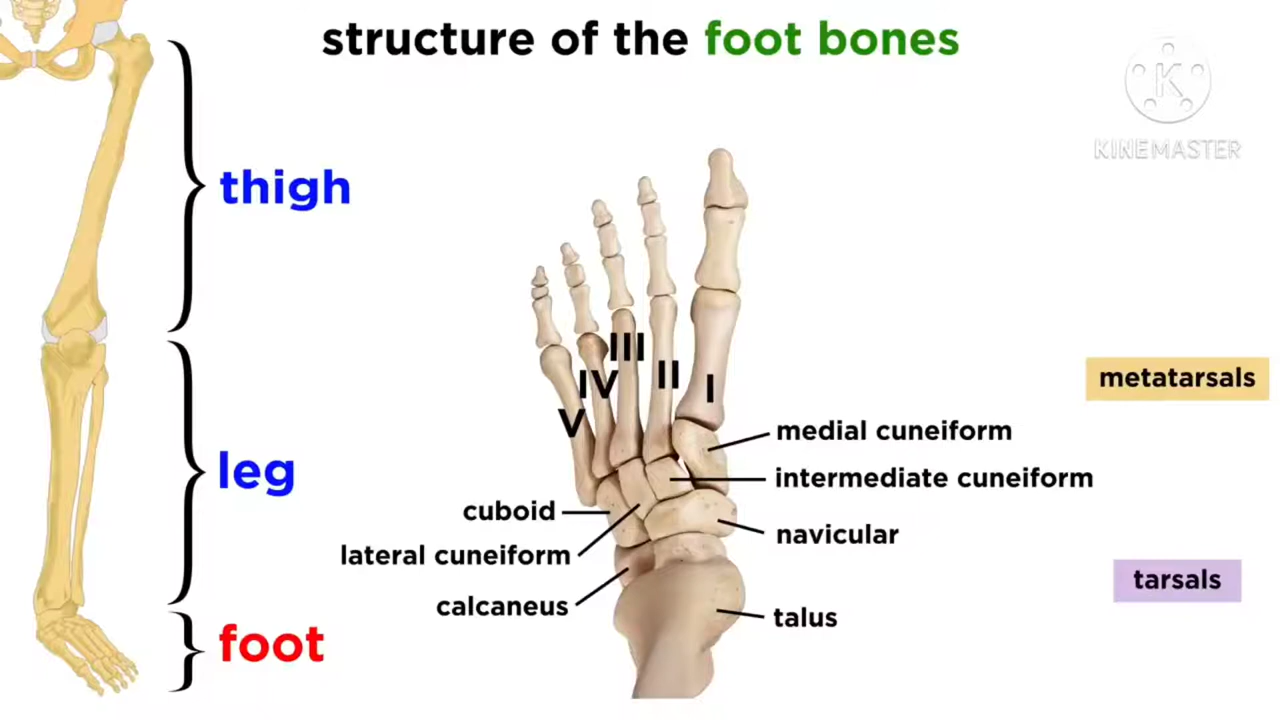 structure of the foot bones
K
KINEMASTER
thigh
III
IV
II
I
V
metatarsals
medial cuneiform
leg
intermediate cuneiform
cuboid
navicular
lateral cuneiform
tarsals
calcaneus
talus
foot